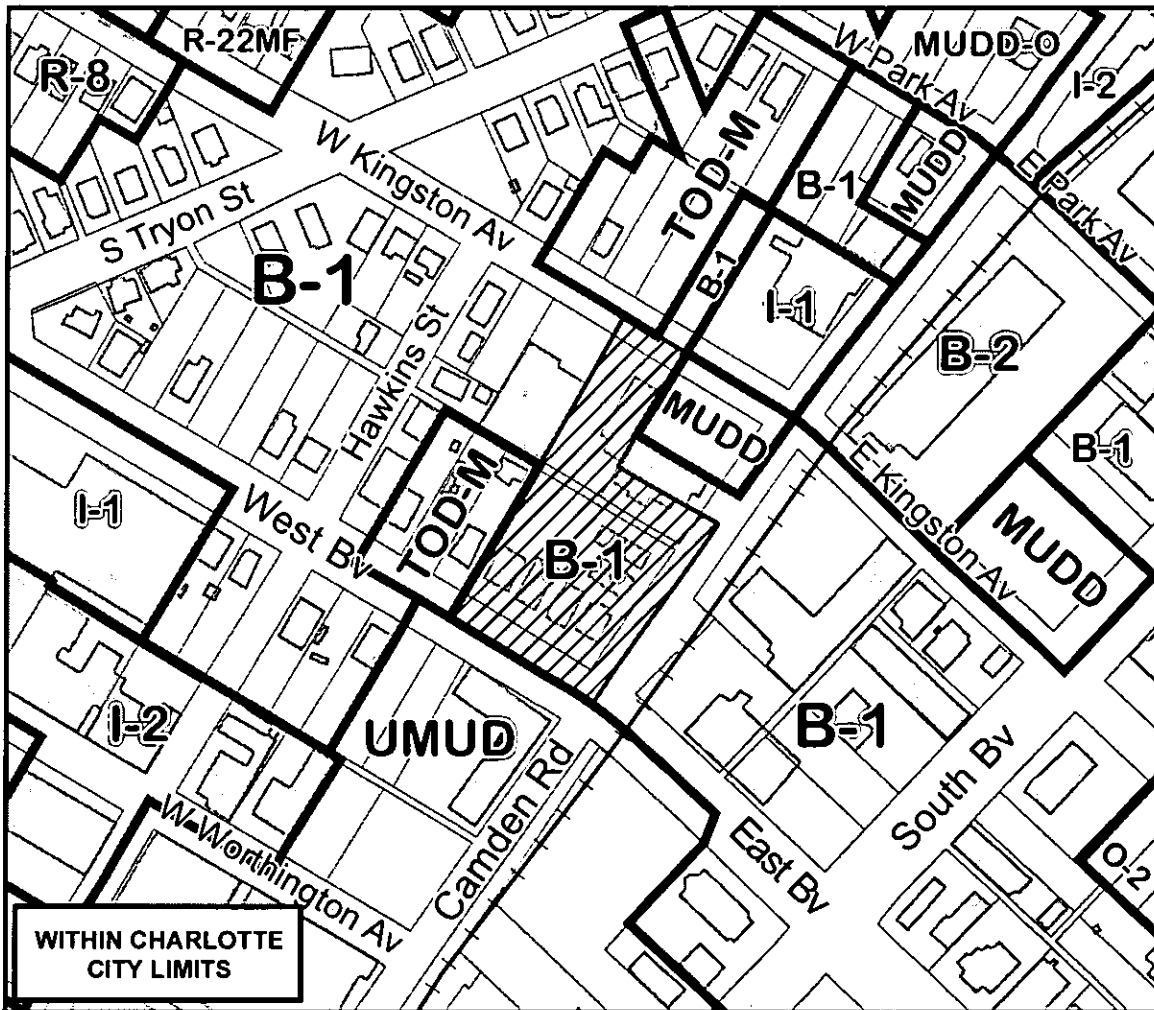 R-22MF
MUDD-O
R-8
W Park Av
I-2
W Kingston Av
TOD-M
B-1
MUDD
E Park Av
S Tryon St
B-1
B-1
I-1
Hawkins St
B-2
MUDD
B-1
I-1
West Bv
TOD-M
B-1
E Kingston Av
MUDD
I-2
UMUD
Camden Rd
B-1
South Bv
W Worthington Av
East Bv
O-2
WITHIN CHARLOTTE
CITY LIMITS